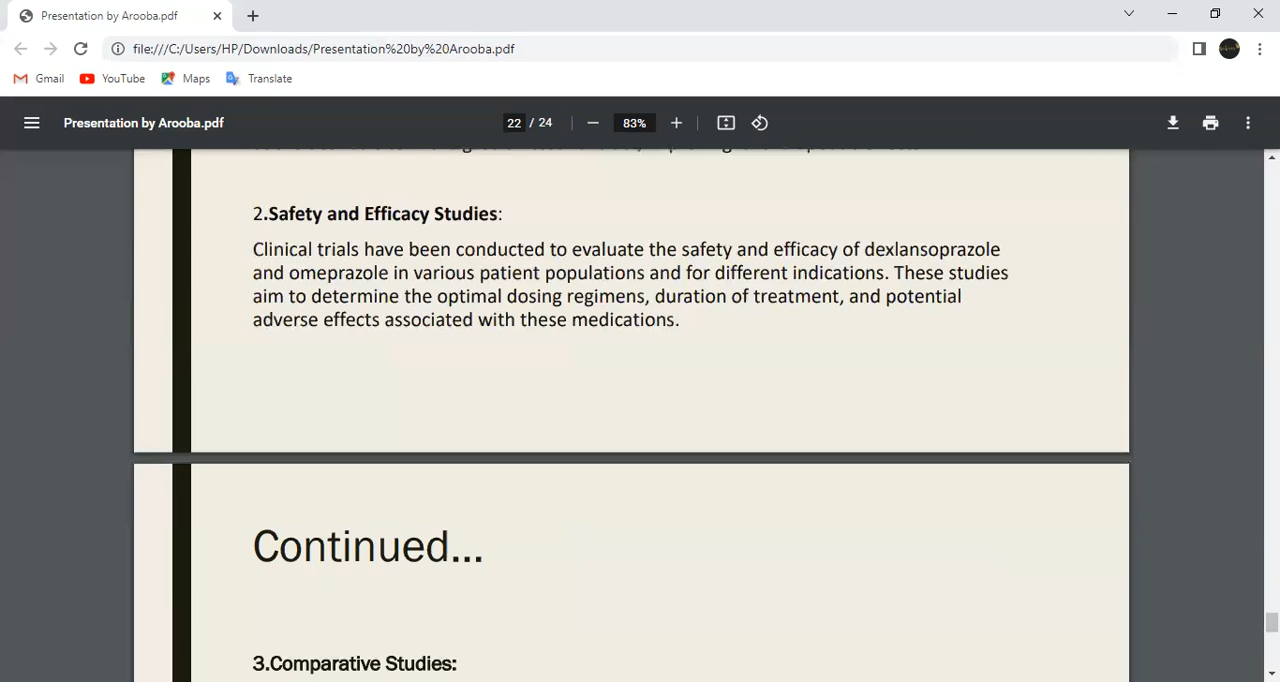 Presentation by Arooba.pdf
file:///C:/Users/HP/Downloads/Presentation%20by%20Arooba.pdf
Gmail YouTube Maps Translate
Presentation by Arooba.pdf 22 / 24 83%
2.Safety and Efficacy Studies:
Clinical trials have been conducted to evaluate the safety and efficacy of dexlansoprazole
and omeprazole in various patient populations and for different indications. These studies
aim to determine the optimal dosing regimens, duration of treatment, and potential
adverse effects associated with these medications.
Continued...
3.Comparative Studies: